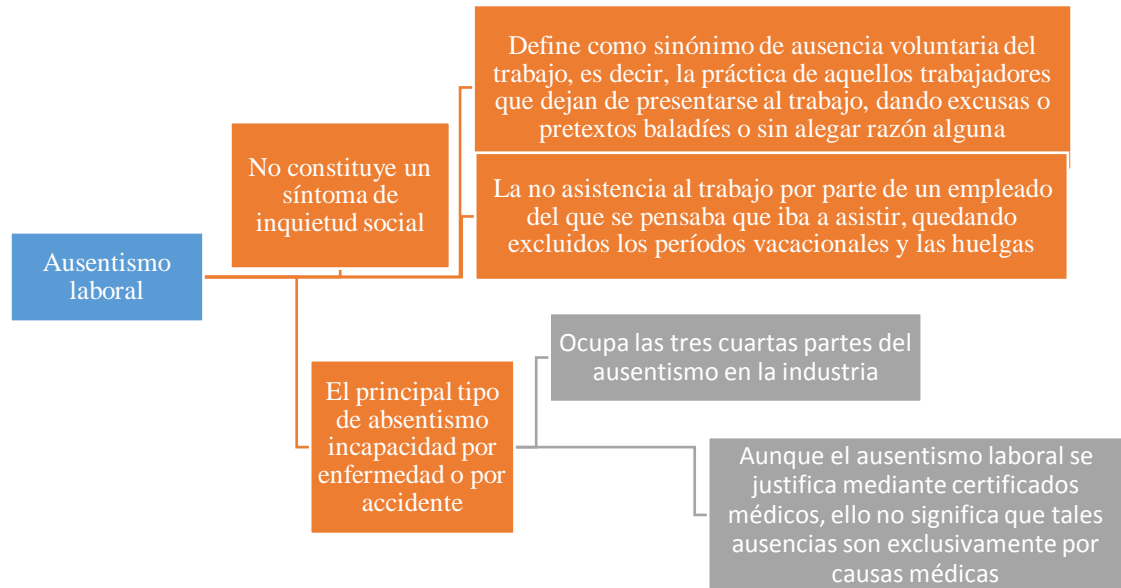 Ausentismo
laboral
No constituye un
síntoma de
inquietud social
Define como sinónimo de ausencia voluntaria del
trabajo, es decir, la práctica de aquellos trabajadores
que dejan de presentarse al trabajo, dando excusas o
pretextos baladíes o sin alegar razón alguna
La no asistencia al trabajo por parte de un empleado
del que se pensaba que iba a asistir, quedando
excluidos los períodos vacacionales y las huelgas
El principal tipo
de absentismo
incapacidad por
enfermedad o por
accidente
Ocupa las tres cuartas partes del
ausentismo en la industria
Aunque el ausentismo laboral se
justifica mediante certificados
médicos, ello no significa que tales
ausencias son exclusivamente por
causas médicas